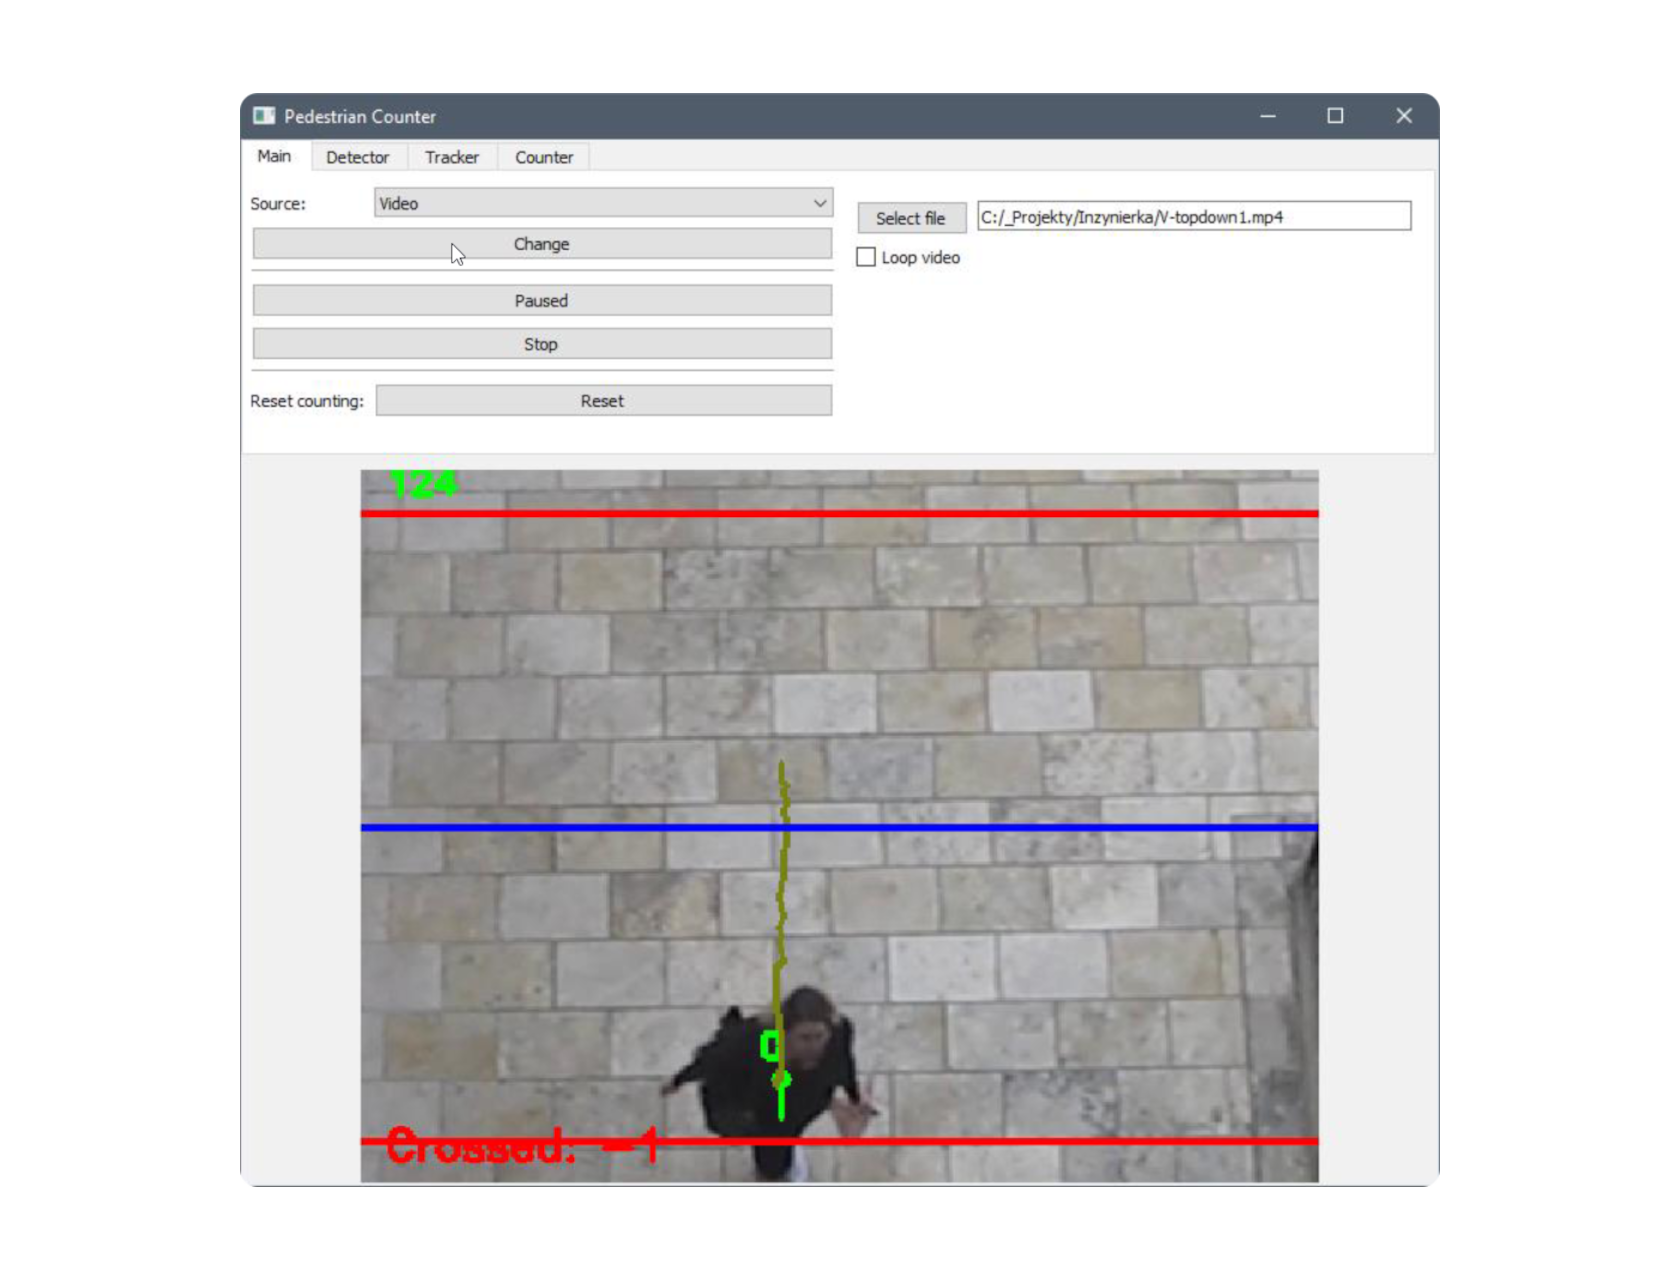 Pedestrian Counter
Main Detector Tracker Counter
Source: Video
Change
Paused
Stop
Reset counting: Reset
Select file C:/_Projekty/Inzynierka/V-topdown1.mp4
Loop video
124
0
Crossed: -1